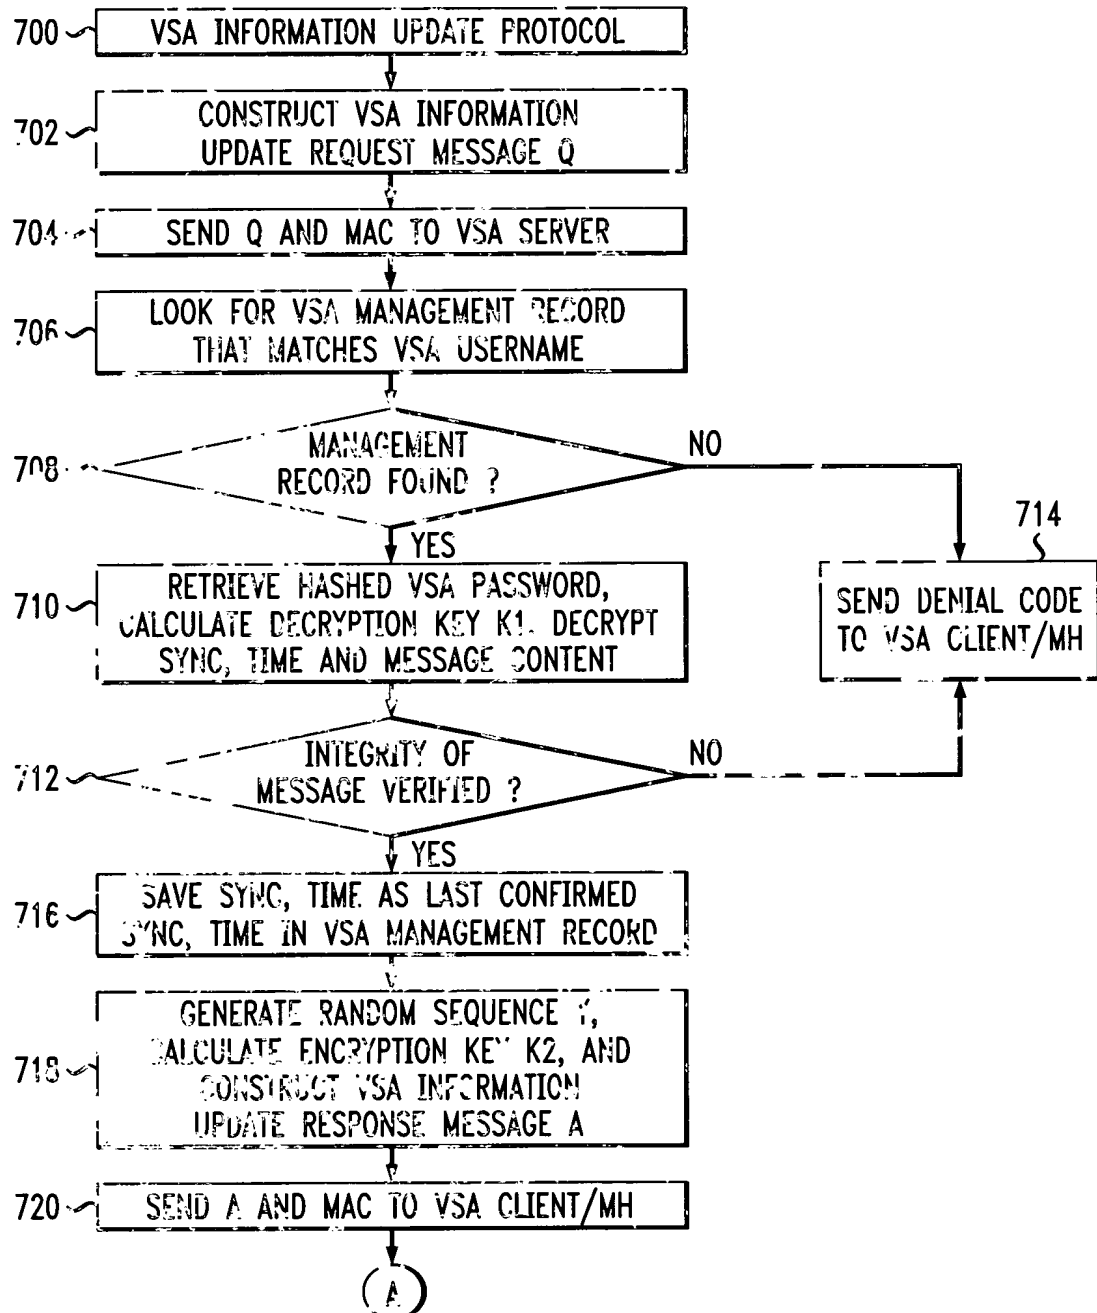 700
VSA INFORMATION UPDATE PROTOCOL
702
CONSTRUCT VSA INFORMATION
UPDATE REQUEST MESSAGE Q
704
SEND Q AND MAC TO VSA SERVER
706
LOOK FOR VSA MANAGEMENT RECORD
THAT MATCHES VSA USERNAME
708
MANAGEMENT
RECORD FOUND ?
NO
YES
714
SEND DENIAL CODE
TO VSA CLIENT/MH
710
RETRIEVE HASHED VSA PASSWORD,
CALCULATE DECRYPTION KEY K1. DECRYPT
SYNC, TIME AND MESSAGE CONTENT
712
INTEGRITY OF
MESSAGE VERIFIED ?
NO
YES
716
SAVE SYNC, TIME AS LAST CONFIRMED
SYNC, TIME IN VSA MANAGEMENT RECORD
718
GENERATE RANDOM SEQUENCE Y,
CALCULATE ENCRYPTION KEY K2, AND
CONSTRUCT VSA INFORMATION
UPDATE RESPONSE MESSAGE A
720
SEND A AND MAC TO VSA CLIENT/MH
A